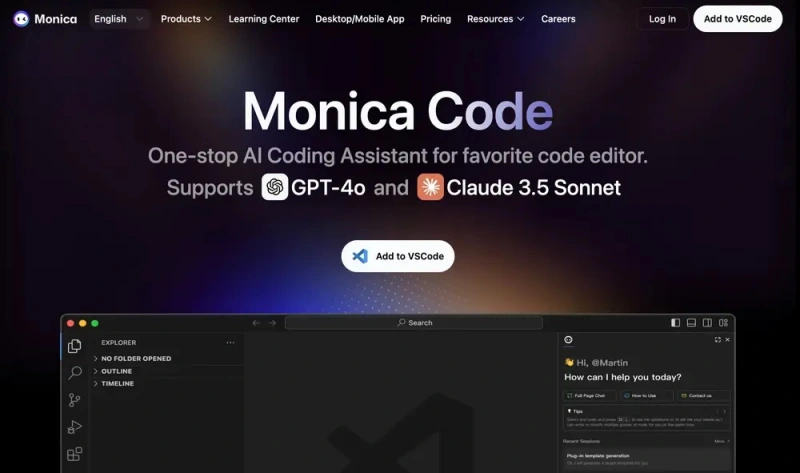 Monica
English
Products
Learning Center
Desktop/Mobile App
Pricing
Resources
Careers
Log In
Add to VSCode
Monica Code
One-stop AI Coding Assistant for favorite code editor.
Supports GPT-4o and Claude 3.5 Sonnet
Add to VSCode
Search
EXPLORER
NO FOLDER OPENED
OUTLINE
TIMELINE
Hi, @Martin
How can I help you today?
Full Page Chat
How to Use
Contact us
Tips
Recent Sessions
More
Plug-in template generation